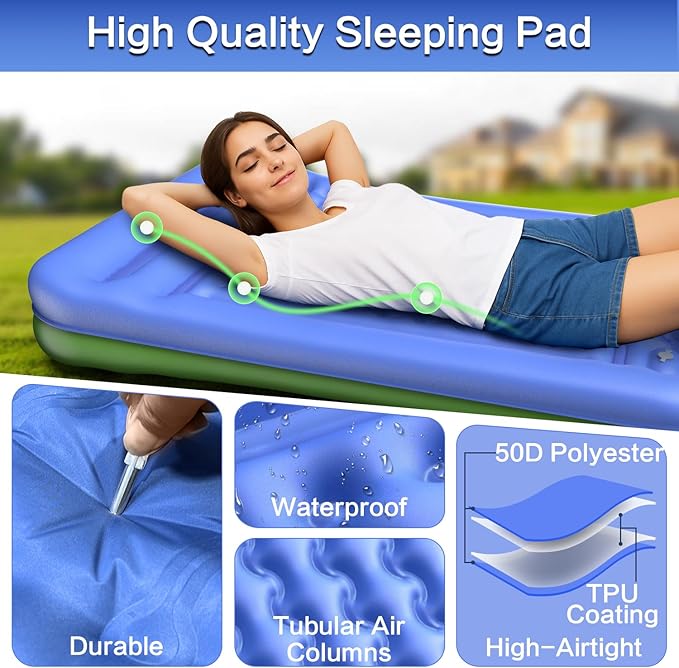 High Quality Sleeping Pad
Durable
Waterproof
Tubular Air
Columns
50D Polyester
TPU
Coating
High-Airtight